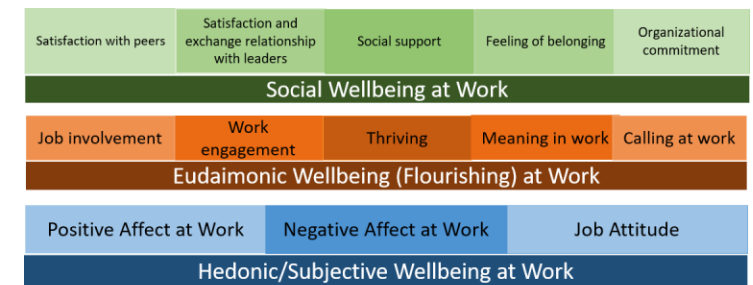 Satisfaction with peers
Satisfaction and
exchange relationship
with leaders
Social support
Feeling of belonging
Organizational
commitment
Social Wellbeing at Work
Job involvement
Work
engagement
Thriving
Meaning in work
Calling at work
Eudaimonic Wellbeing (Flourishing) at Work
Positive Affect at Work
Negative Affect at Work
Job Attitude
Hedonic/Subjective Wellbeing at Work